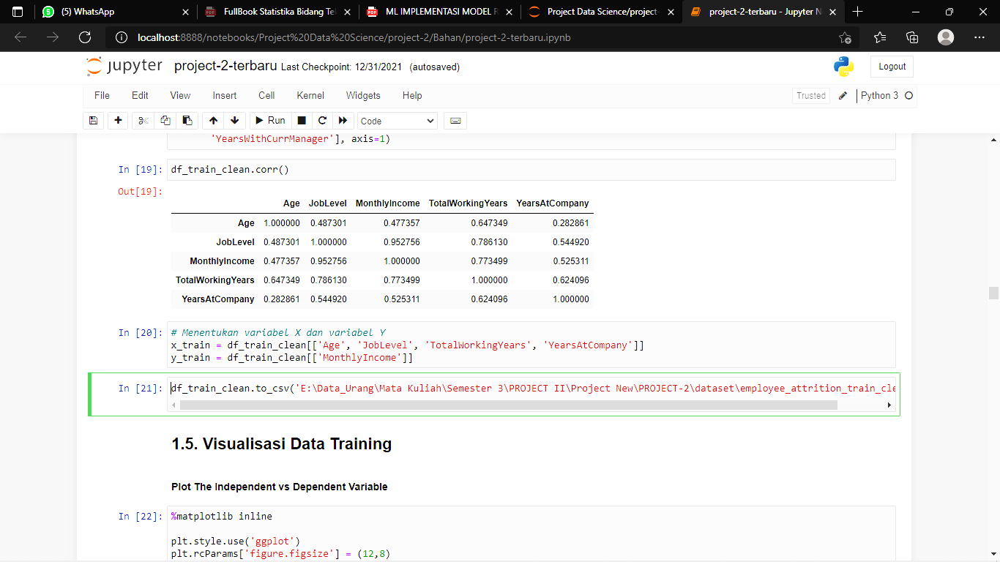 (5) WhatsApp
FullBook Statistika Bidang Te
ML IMPLEMENTASI MODEL R
Project Data Science/project-
project-2-terbaru - Jupyter N
localhost:8888/notebooks/Project%20Data%20Science/project-2/Bahan/project-2-terbaru.ipynb
jupyter project-2-terbaru Last Checkpoint: 12/31/2021 (autosaved)
Logout
File Edit View Insert Cell Kernel Widgets Help
Trusted
Python 3
Run
Code
'YearsWithCurrManager'], axis=1)
In [19]: df_train_clean.corr()
Out[19]:
Age JobLevel MonthlyIncome TotalWorkingYears YearsAtCompany
Age 1.000000 0.487301 0.477357 0.647349 0.282861
JobLevel 0.487301 1.000000 0.952756 0.786130 0.544920
MonthlyIncome 0.477357 0.952756 1.000000 0.773499 0.525311
TotalWorkingYears 0.647349 0.786130 0.773499 1.000000 0.624096
YearsAtCompany 0.282861 0.544920 0.525311 0.624096 1.000000
In [20]: # Menentukan variabel X dan variabel Y
x_train = df_train_clean[['Age', 'JobLevel', 'TotalWorkingYears', 'YearsAtCompany']]
y_train = df_train_clean[['MonthlyIncome']]
In [21]: df_train_clean.to_csv('E:\Data_Urang\Mata Kuliah\Semester 3\PROJECT II\Project New\PROJECT-2\dataset\employee_attrition_train_cle
1.5. Visualisasi Data Training
Plot The Independent vs Dependent Variable
In [22]: %matplotlib inline
plt.style.use('ggplot')
plt.rcParams['figure.figsize'] = (12,8)